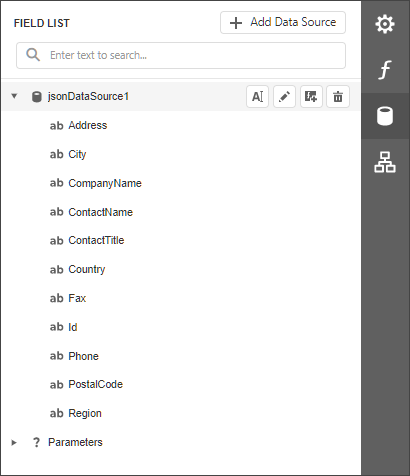 FIELD LIST
Add Data Source
Enter text to search...
jsonDataSource1
ab Address
ab City
ab CompanyName
ab ContactName
ab ContactTitle
ab Country
ab Fax
ab Id
ab Phone
ab PostalCode
ab Region
? Parameters